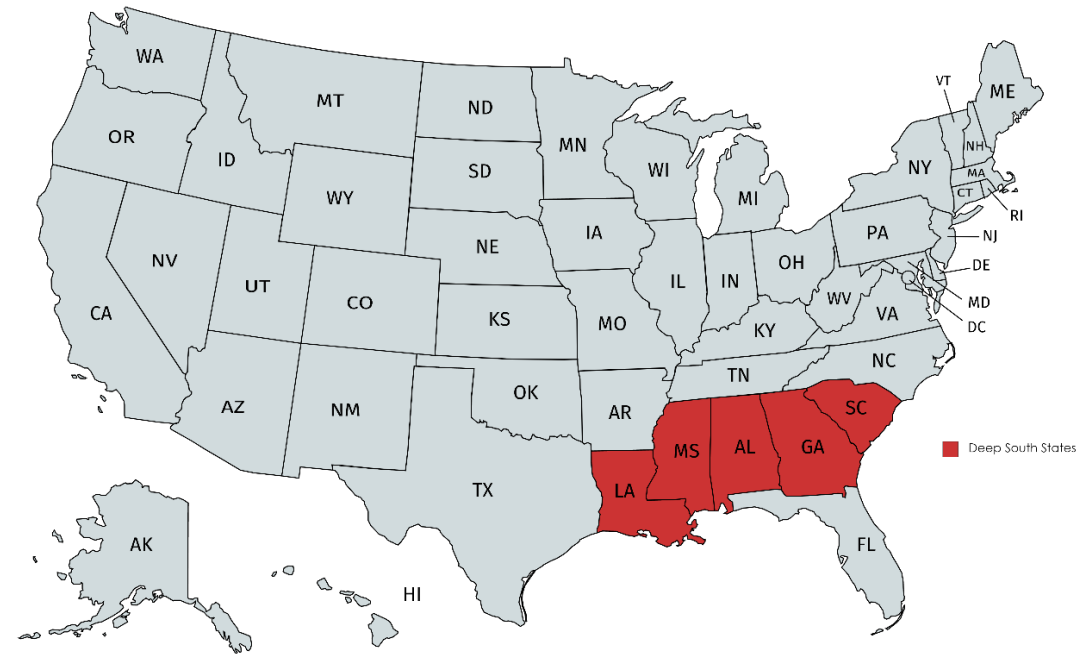 WA
MT
ND
MN
ME
VT
NH
OR
ID
SD
WI
NY
MA
CT
RI
WY
MI
IA
PA
NJ
NE
NV
UT
CO
IL
IN
OH
DE
MD
DC
WV
VA
CA
KS
MO
KY
NC
TN
AZ
NM
OK
AR
SC
MS
AL
GA
Deep South States
TX
LA
FL
AK
HI